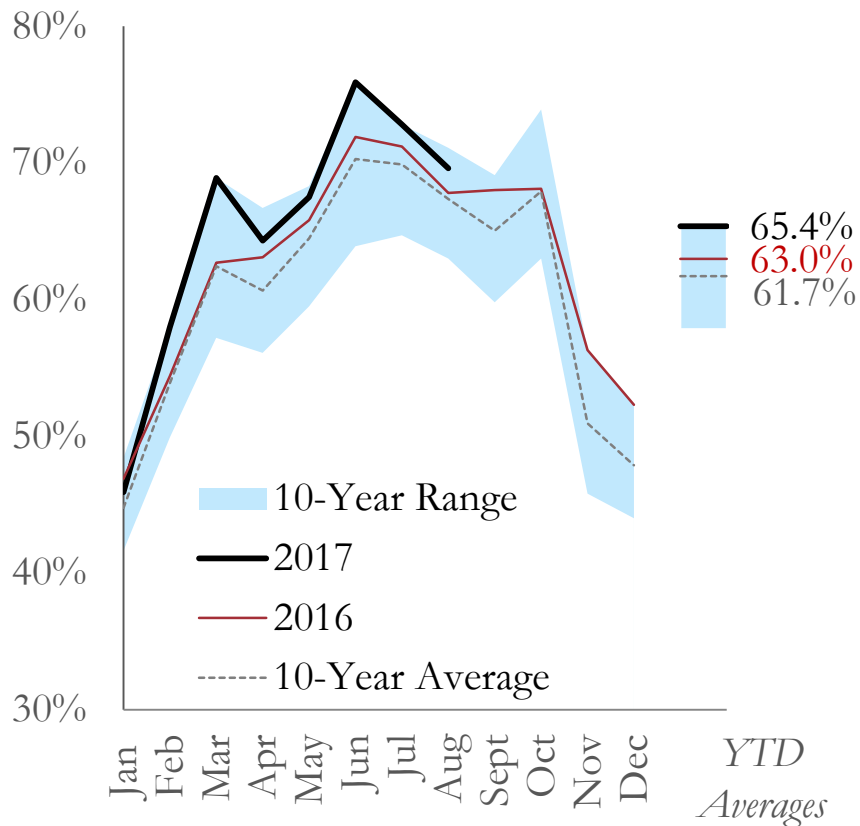 80%
70%
60%
50%
40%
30%
65.4%
63.0%
61.7%
10-Year Range
2017
2016
10-Year Average
Jan
Feb
Mar
Apr
May
Jun
Jul
Aug
Sept
Oct
Nov
Dec
YTD
Averages